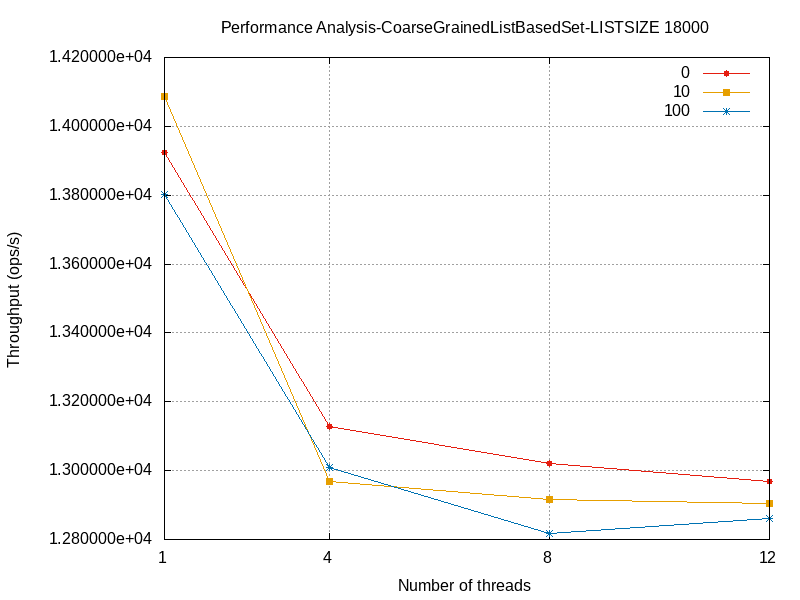 Performance Analysis-CoarseGrainedListBasedSet-LISTSIZE 18000
1.420000e+04
1.400000e+04
1.380000e+04
1.360000e+04
1.340000e+04
1.320000e+04
1.300000e+04
1.280000e+04
Throughput (ops/s)
0
10
100
1 4 8 12
Number of threads